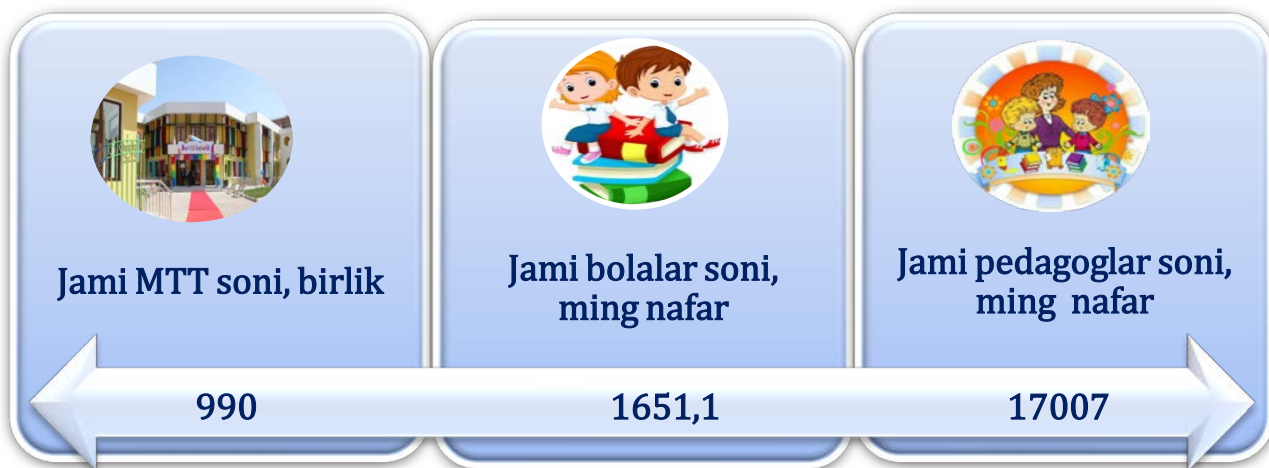 Jami MTT soni, birlik
Jami bolalar soni,
ming nafar
Jami pedagoglar soni,
ming nafar
990
1651,1
17007